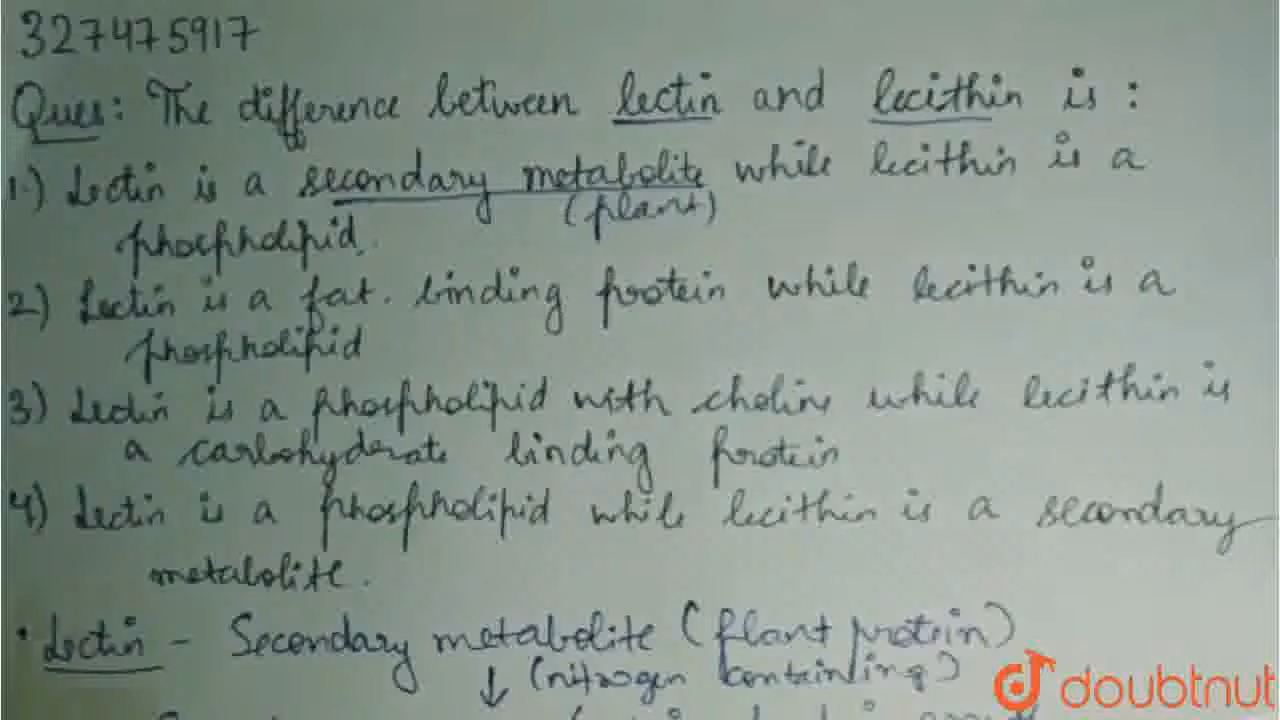 327475917
Ques: The difference between lectin and lecithin is :
1.) Lectin is a secondary metabolite while lecithin is a
(plant)
phospholipid.
2) Lectin is a fat. binding protein while lecithin is a
phospholipid
3) Lectin is a phospholipid with choline while lecithin is
a carbohyderate binding protein
4) Lectin is a phospholipid while lecithin is a secondary
metabolite.
• Lectin - Secondary metabolite (plant protein)
↓ (nitrogen containing)
doubtnut